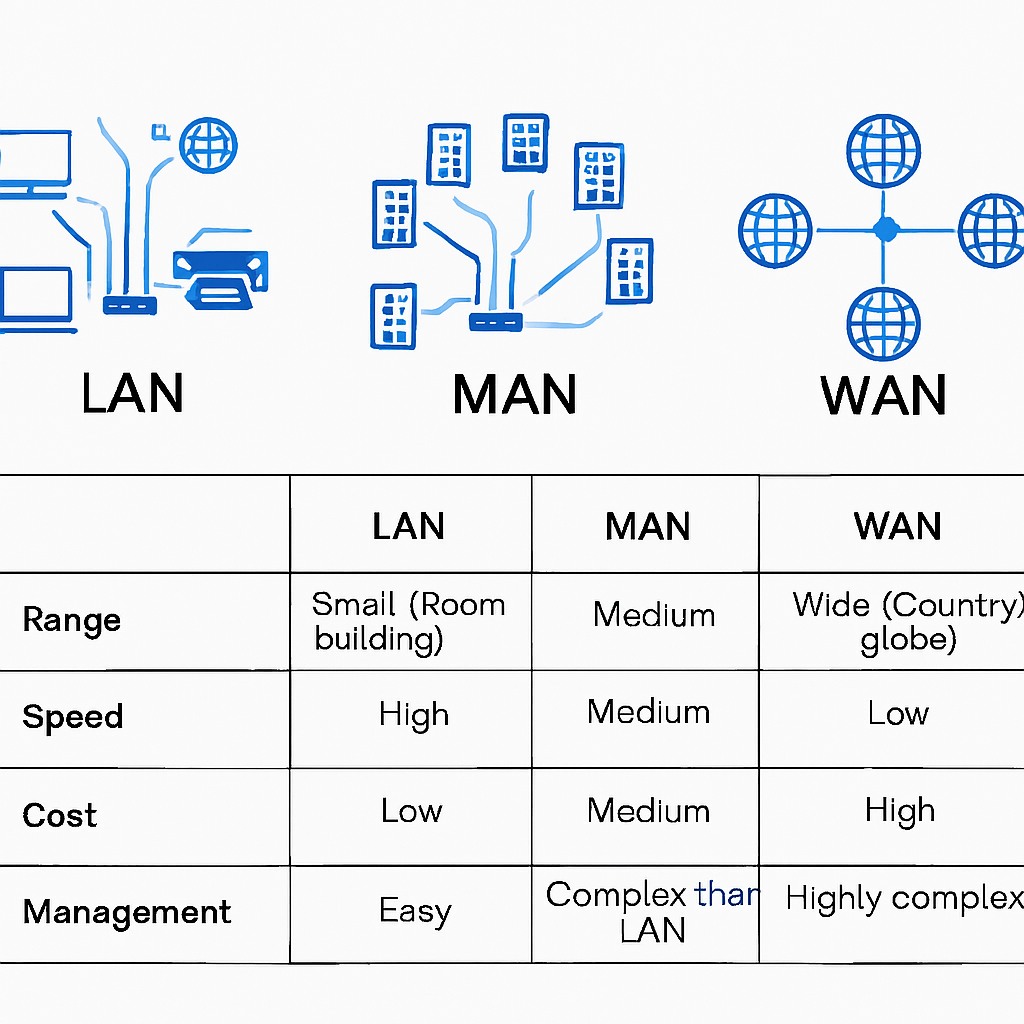 LAN MAN WAN
LAN MAN WAN
Range Smail (Room building) Medium Wide (Country) globe)
Speed High Medium Low
Cost Low Medium High
Management Easy Complex than LAN Highly complex